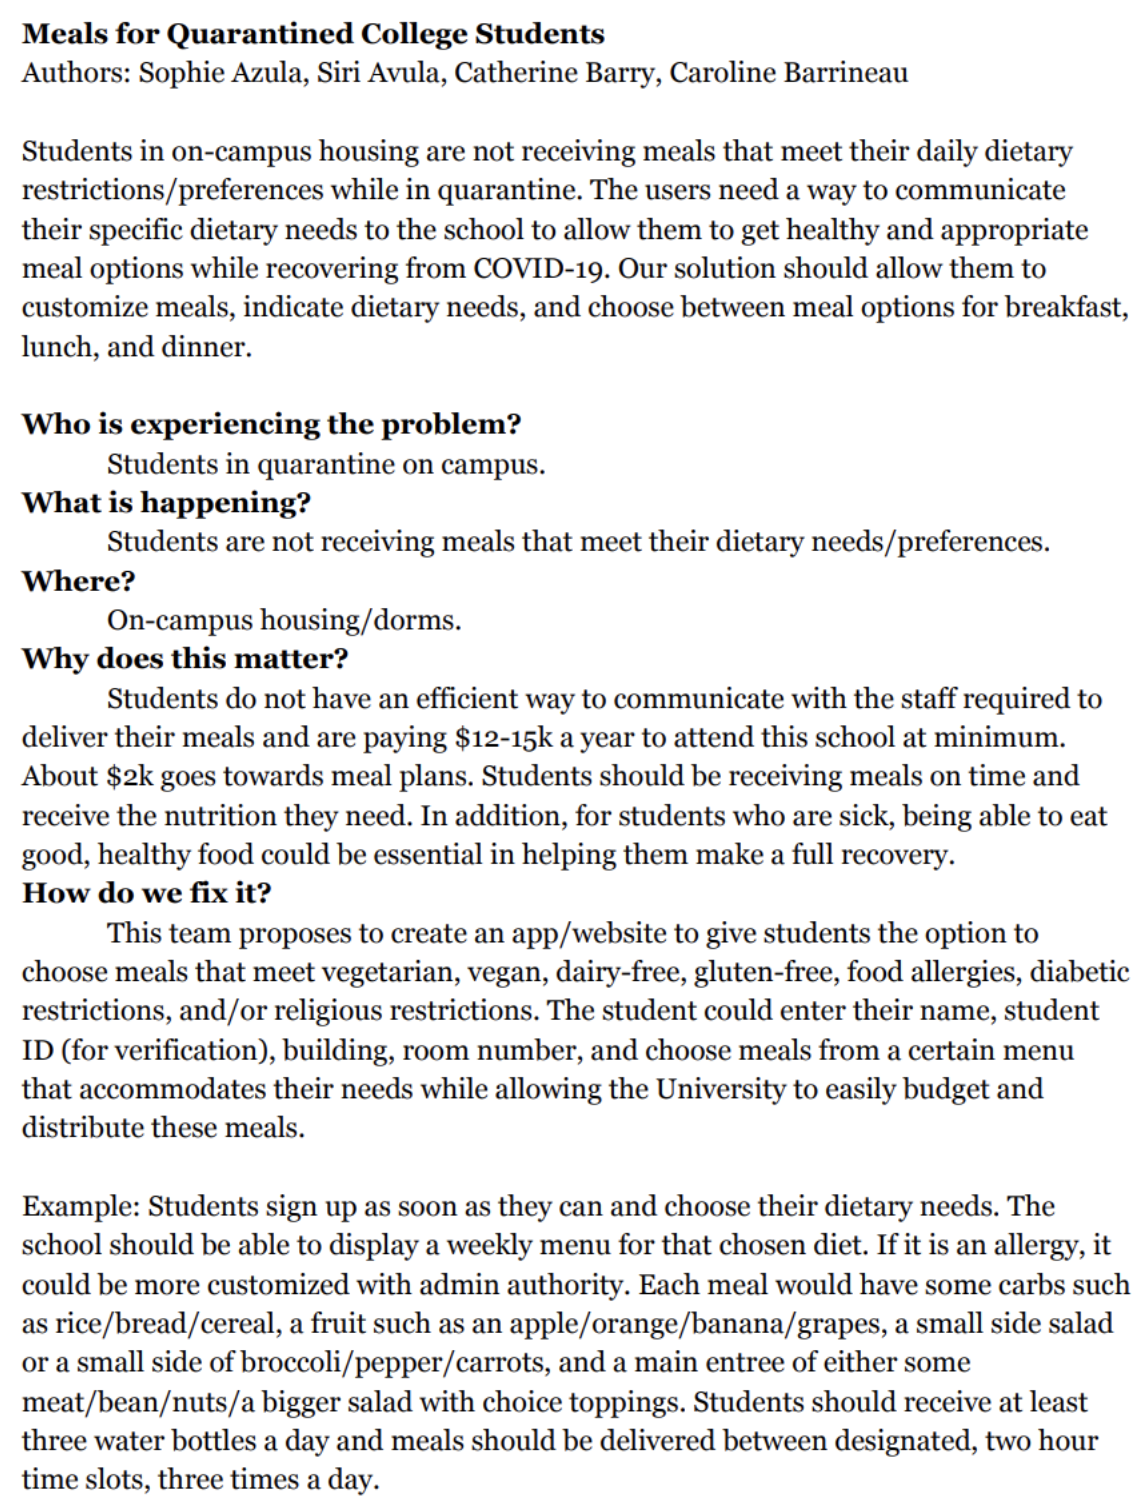 Meals for Quarantined College Students
Authors: Sophie Azula, Siri Avula, Catherine Barry, Caroline Barrineau
Students in on-campus housing are not receiving meals that meet their daily dietary
restrictions/preferences while in quarantine. The users need a way to communicate
their specific dietary needs to the school to allow them to get healthy and appropriate
meal options while recovering from COVID-19. Our solution should allow them to
customize meals, indicate dietary needs, and choose between meal options for breakfast,
lunch, and dinner.
Who is experiencing the problem?
Students in quarantine on campus.
What is happening?
Students are not receiving meals that meet their dietary needs/preferences.
Where?
On-campus housing/dorms.
Why does this matter?
Students do not have an efficient way to communicate with the staff required to
deliver their meals and are paying $12-15k a year to attend this school at minimum.
About $2k goes towards meal plans. Students should be receiving meals on time and
receive the nutrition they need. In addition, for students who are sick, being able to eat
good, healthy food could be essential in helping them make a full recovery.
How do we fix it?
This team proposes to create an app/website to give students the option to
choose meals that meet vegetarian, vegan, dairy-free, gluten-free, food allergies, diabetic
restrictions, and/or religious restrictions. The student could enter their name, student
ID (for verification), building, room number, and choose meals from a certain menu
that accommodates their needs while allowing the University to easily budget and
distribute these meals.
Example: Students sign up as soon as they can and choose their dietary needs. The
school should be able to display a weekly menu for that chosen diet. If it is an allergy, it
could be more customized with admin authority. Each meal would have some carbs such
as rice/bread/cereal, a fruit such as an apple/orange/banana/grapes, a small side salad
or a small side of broccoli/pepper/carrots, and a main entree of either some
meat/bean/nuts/a bigger salad with choice toppings. Students should receive at least
three water bottles a day and meals should be delivered between designated, two hour
time slots, three times a day.